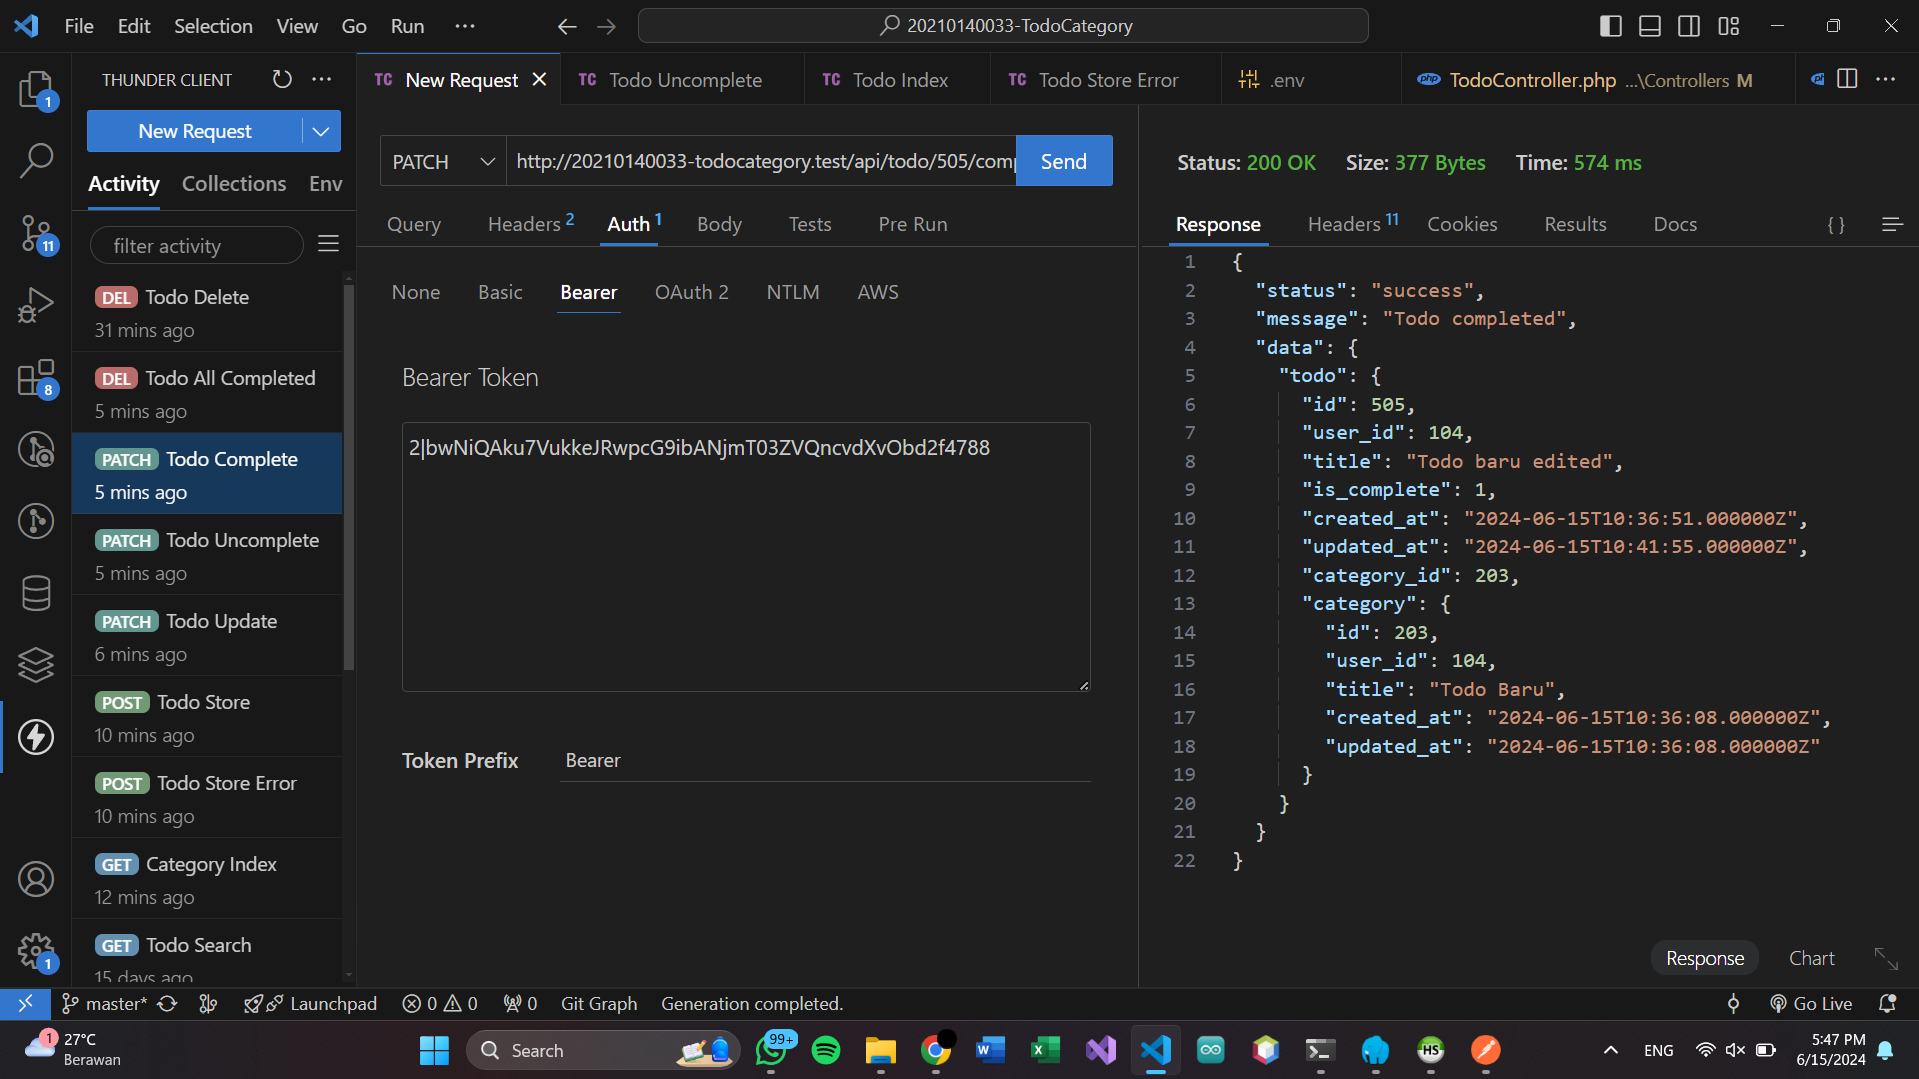 File Edit Selection View Go Run ···
20210140033-TodoCategory
THUNDER CLIENT
New Request
Activity Collections Env
filter activity
DEL Todo Delete
31 mins ago
DEL Todo All Completed
5 mins ago
PATCH Todo Complete
5 mins ago
PATCH Todo Uncomplete
5 mins ago
PATCH Todo Update
6 mins ago
POST Todo Store
10 mins ago
POST Todo Store Error
10 mins ago
GET Category Index
12 mins ago
GET Todo Search
15 days ago
1
11
8
1
TC New Request
TC Todo Uncomplete
TC Todo Index
TC Todo Store Error
.env
php TodoController.php ...\Controllers M
PATCH http://20210140033-todocategory.test/api/todo/505/comp Send
Query Headers 2 Auth 1 Body Tests Pre Run
None Basic Bearer OAuth 2 NTLM AWS
Bearer Token
2|bwNiQAku7VukkeJRwpcG9ibANjmT03ZVQncvdXvObd2f4788
Token Prefix Bearer
Status: 200 OK Size: 377 Bytes Time: 574 ms
Response Headers 11 Cookies Results Docs { }
1 {
2 "status": "success",
3 "message": "Todo completed",
4 "data": {
5 "todo": {
6 "id": 505,
7 "user_id": 104,
8 "title": "Todo baru edited",
9 "is_complete": 1,
10 "created_at": "2024-06-15T10:36:51.000000Z",
11 "updated_at": "2024-06-15T10:41:55.000000Z",
12 "category_id": 203,
13 "category": {
14 "id": 203,
15 "user_id": 104,
16 "title": "Todo Baru",
17 "created_at": "2024-06-15T10:36:08.000000Z",
18 "updated_at": "2024-06-15T10:36:08.000000Z"
19 }
20 }
21 }
22 }
Response Chart
master* Launchpad 0 0 0 Git Graph Generation completed. Go Live
1 27°C
Berawan
Search
99+
HS
ENG
5:47 PM
6/15/2024